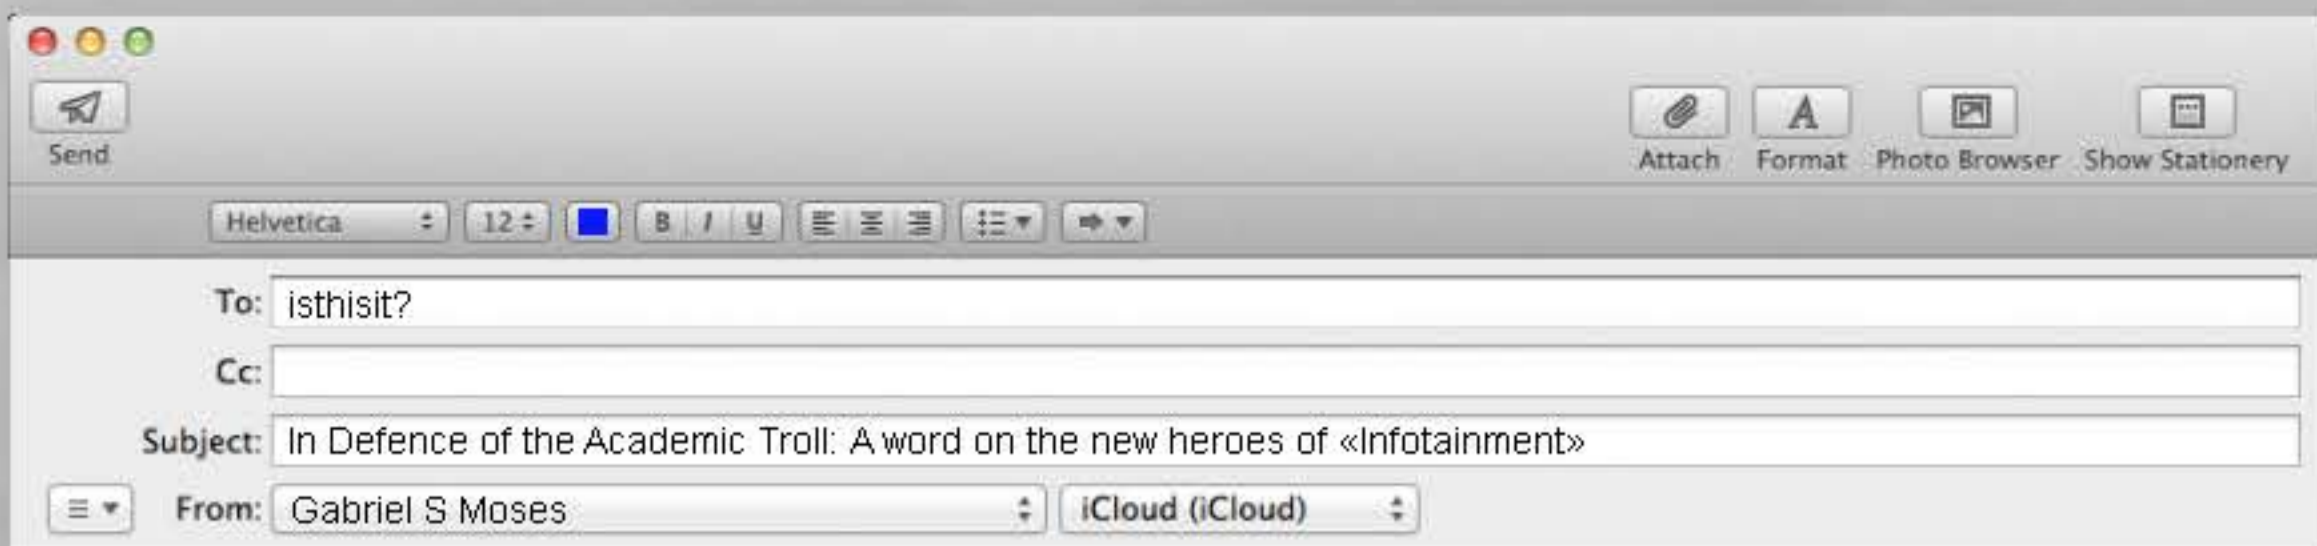 Send
Attach Format Photo Browser Show Stationery
Helvetica 12 B I U
To: isthisit?
Cc:
Subject: In Defence of the Academic Troll: A word on the new heroes of «Infotainment»
From: Gabriel S Moses iCloud (iCloud)